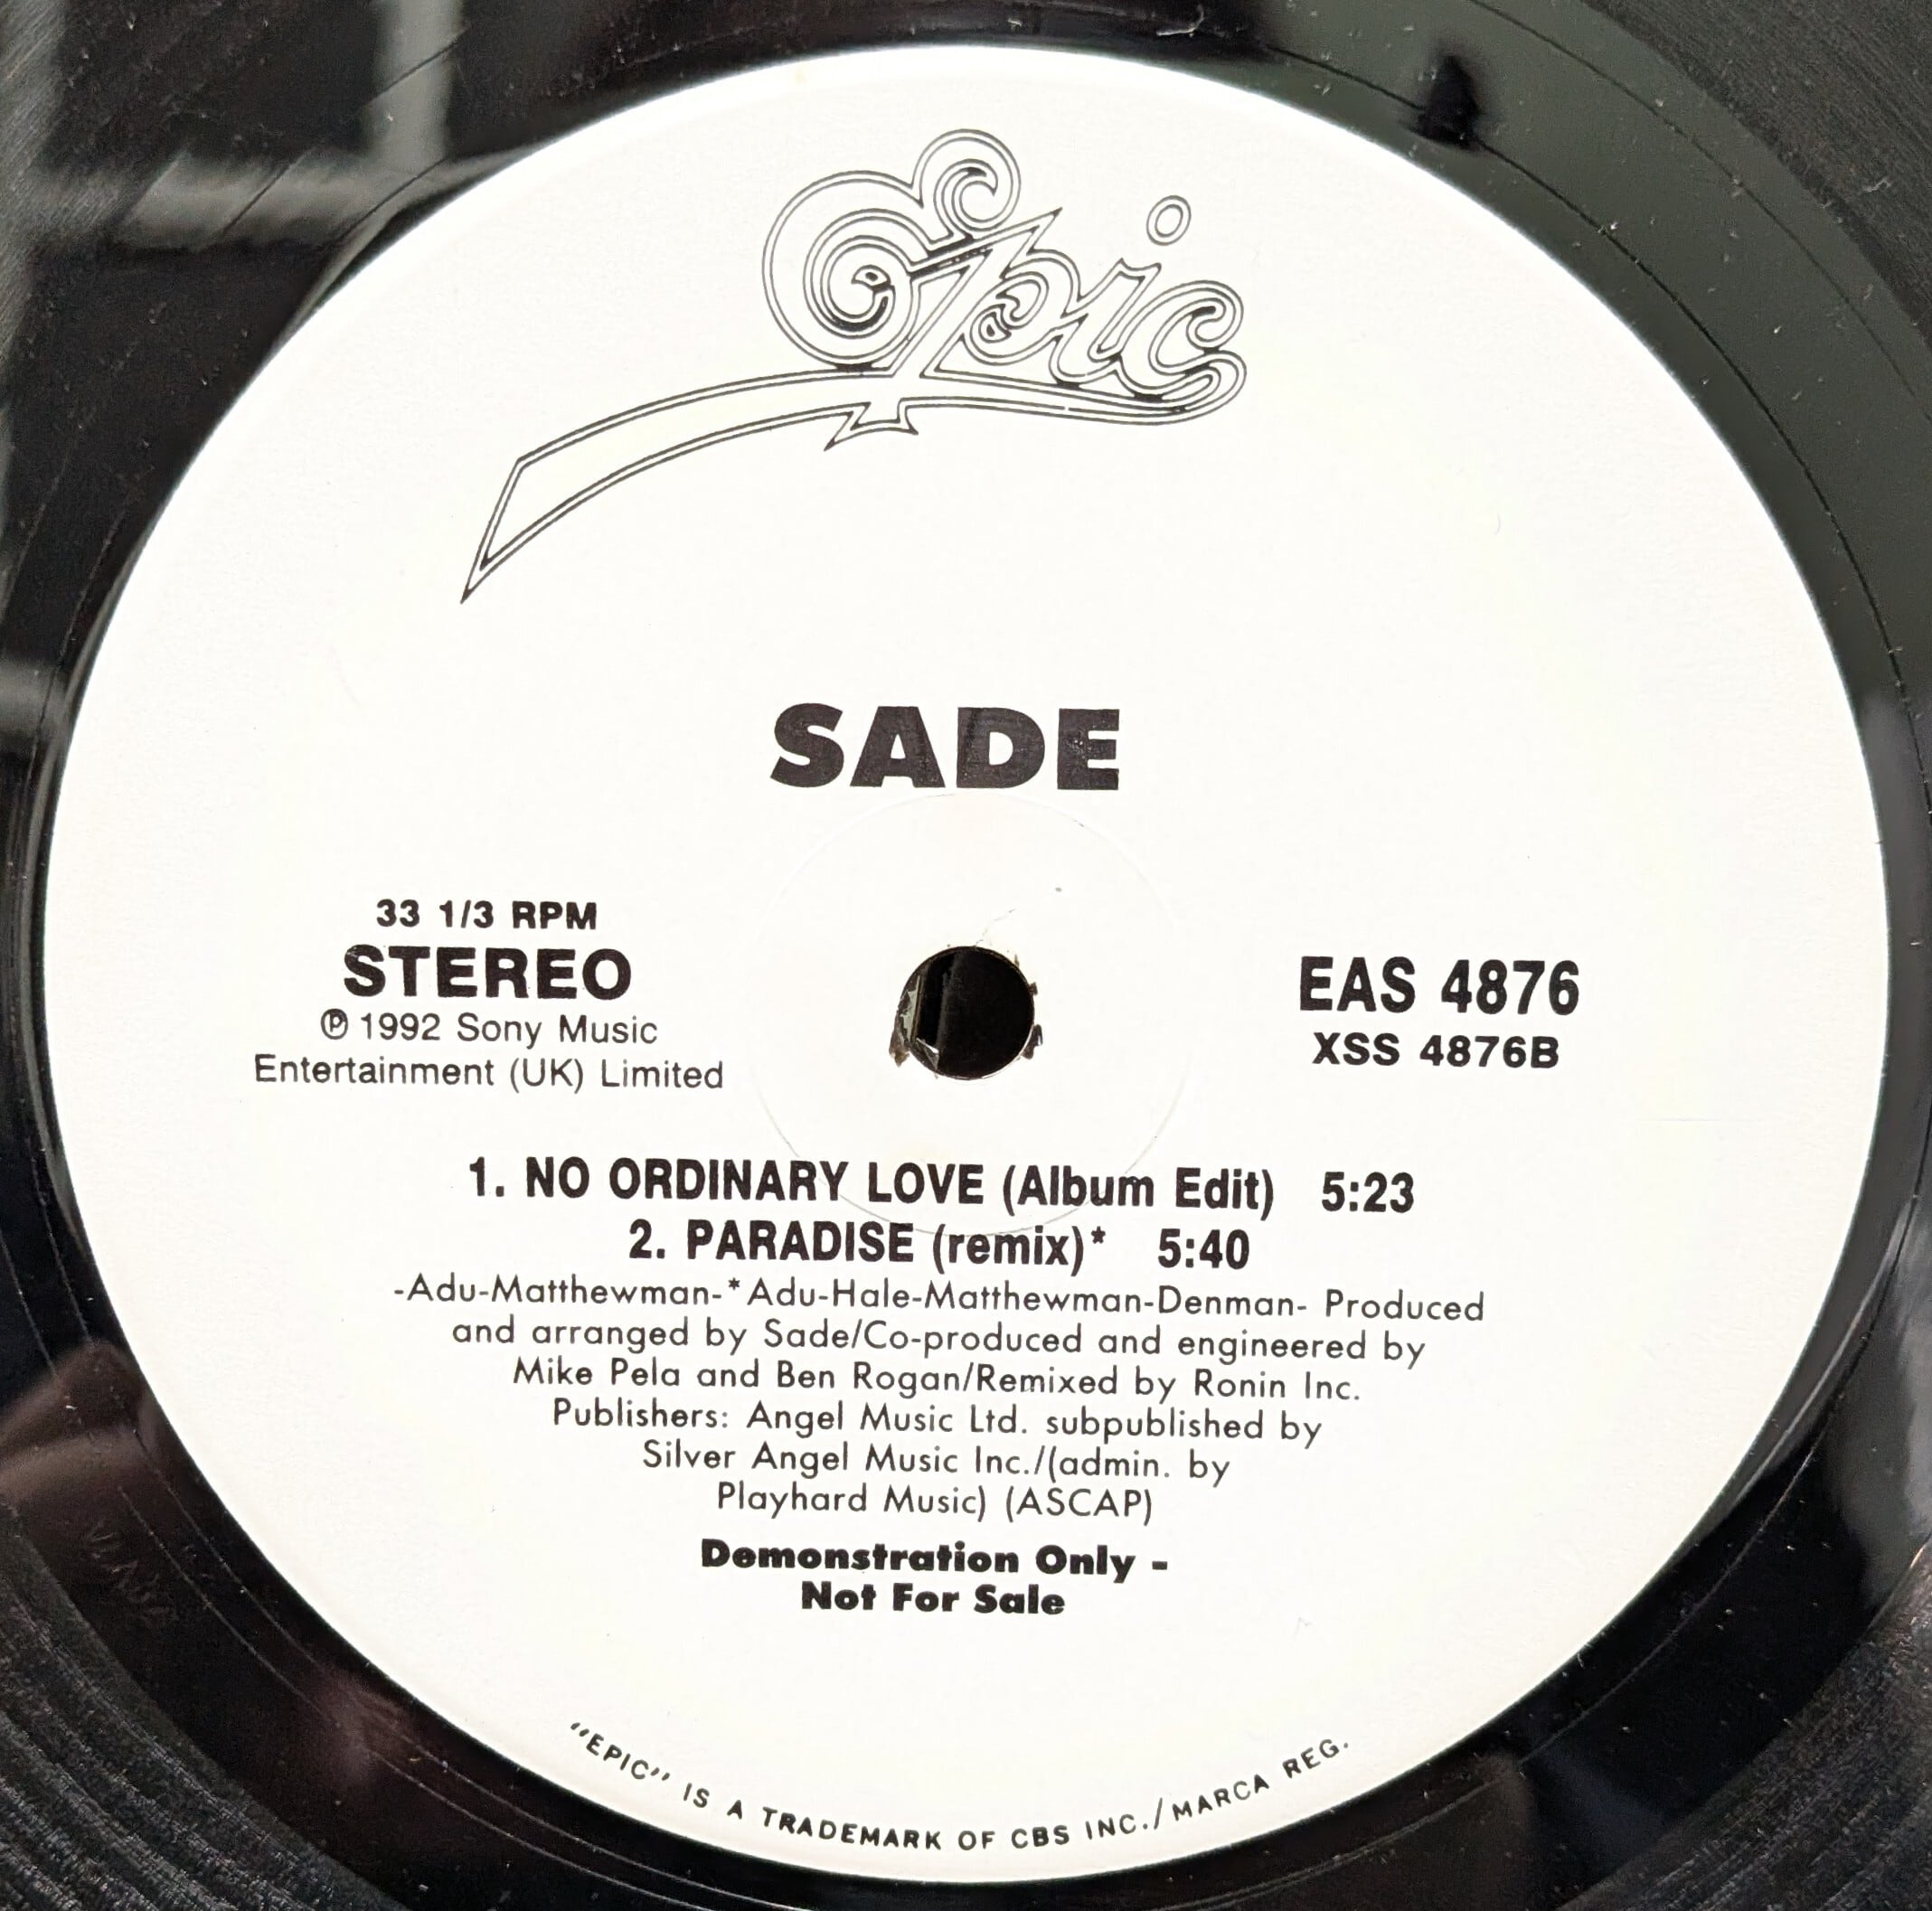 Epic
SADE
33 1/3 RPM
STEREO
℗ 1992 Sony Music
Entertainment (UK) Limited
EAS 4876
XSS 4876B
1. NO ORDINARY LOVE (Album Edit) 5:23
2. PARADISE (remix)* 5:40
-Adu-Matthewman-*Adu-Hale-Matthewman-Denman- Produced
and arranged by Sade/Co-produced and engineered by
Mike Pela and Ben Rogan/Remixed by Ronin Inc.
Publishers: Angel Music Ltd. subpublished by
Silver Angel Music Inc./(admin. by
Playhard Music) (ASCAP)
Demonstration Only -
Not For Sale
"EPIC" IS A TRADEMARK OF CBS INC./MARCA REG.